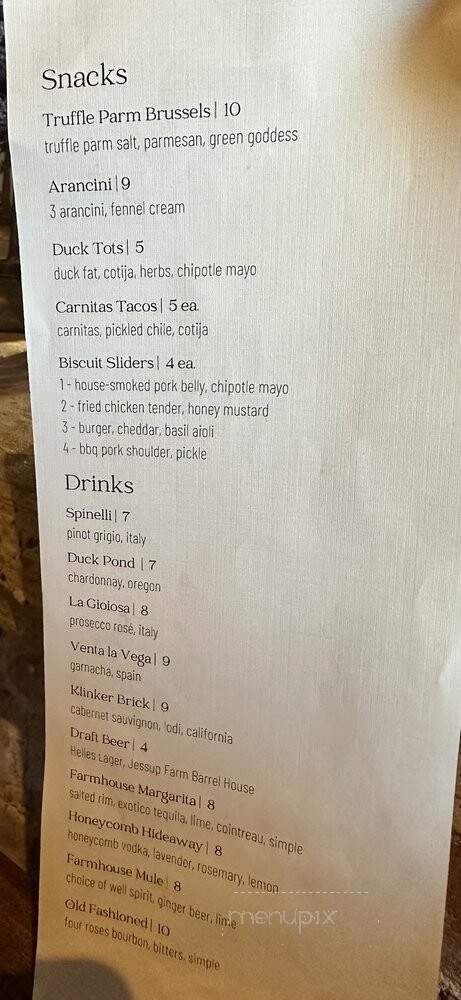 Snacks
Truffle Parm Brussels | 10
truffle parm salt, parmesan, green goddess
Arancini | 9
3 arancini, fennel cream
Duck Tots | 5
duck fat, cotija, herbs, chipotle mayo
Carnitas Tacos | 5 ea.
carnitas, pickled chile, cotija
Biscuit Sliders | 4 ea.
1 - house-smoked pork belly, chipotle mayo
2 - fried chicken tender, honey mustard
3 - burger, cheddar, basil aioli
4 - bbq pork shoulder, pickle
Drinks
Spinelli | 7
pinot grigio, italy
Duck Pond | 7
chardonnay, oregon
La Gioiosa | 8
prosecco rosé, italy
Venta la Vega | 9
garnacha, spain
Klinker Brick | 9
cabernet sauvignon, lodi, california
Draft Beer | 4
Helles Lager, Jessup Farm Barrel House
Farmhouse Margarita | 8
salted rim, exotico tequila, lime, cointreau, simple
Honeycomb Hideaway | 8
honeycomb vodka, lavender, rosemary, lemon
Farmhouse Mule | 8
choice of well spirit, ginger beer, lime
Old Fashioned | 10
four roses bourbon, bitters, simple
menupix